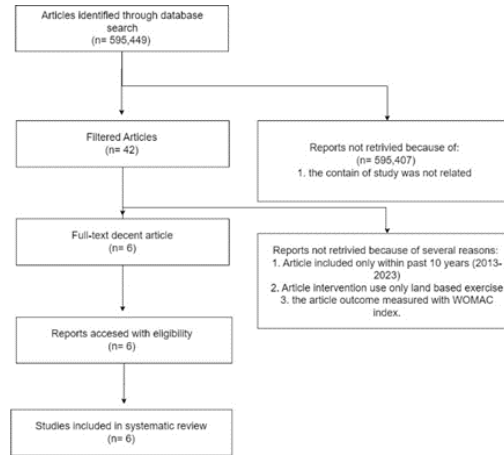 Articles identified through database
search
(n= 595,449)
Filtered Articles
(n= 42)
Reports not retrivied because of:
(n= 595,407)
1. the contain of study was not related
Full-text decent article
(n= 6)
Reports not retrivied because of several reasons:
1. Article included only within past 10 years (2013-
2023)
2. Article intervention use only land based exercise
3. the article outcome measured with WOMAC
index.
Reports accesed with eligibility
(n= 6)
Studies included in systematic review
(n= 6)